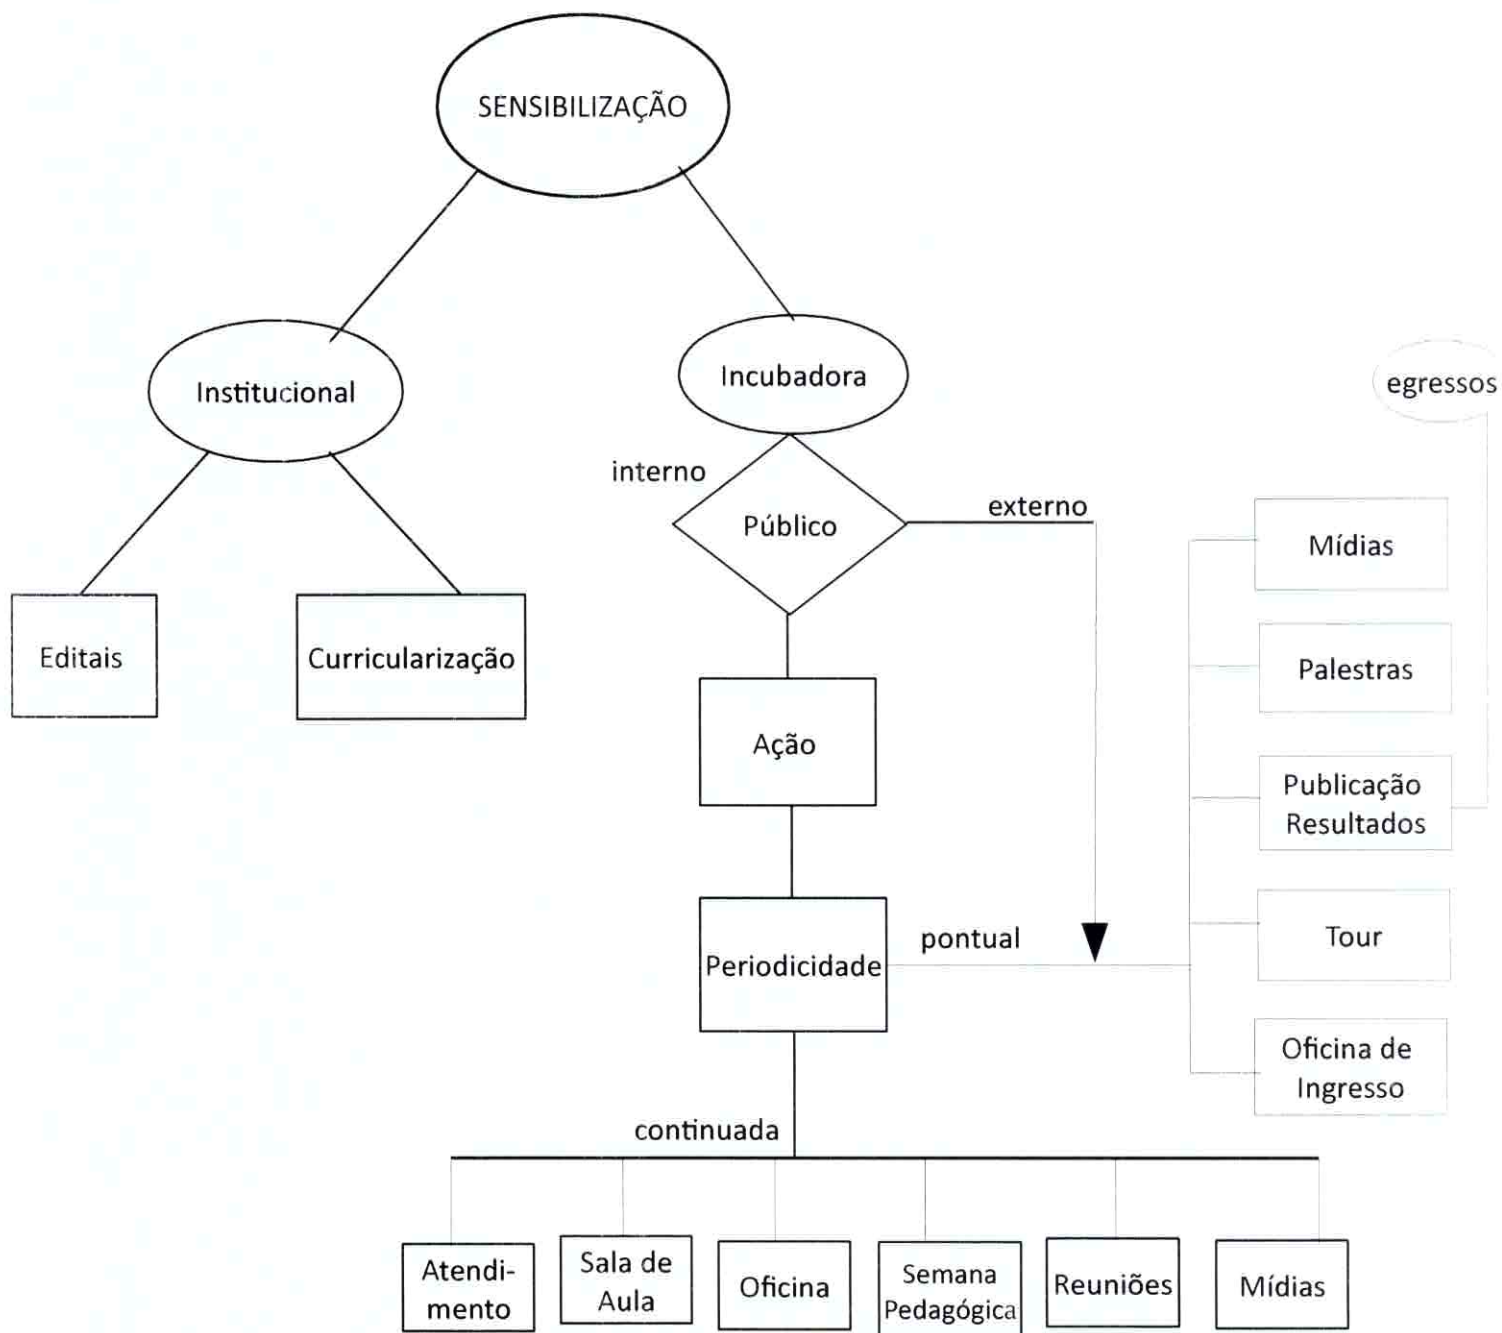 SENSIBILIZAÇÃO
Institucional
Incubadora
egressos
interno
Público
externo
Mídias
Editais
Curricularização
Palestras
Ação
Publicação
Resultados
Periodicidade
pontual
Tour
Oficina de
Ingresso
continuada
Atendi-
mento
Sala de
Aula
Oficina
Semana
Pedagógica
Reuniões
Mídias